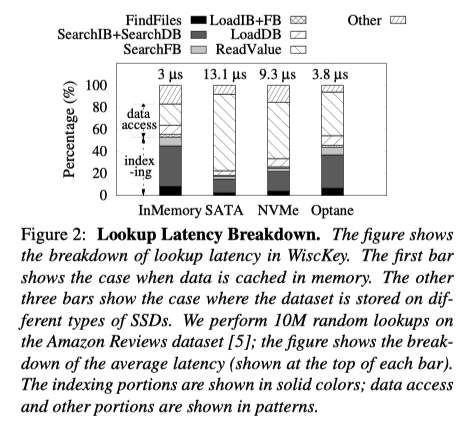 FindFiles LoadIB+FB Other
SearchIB+SearchDB LoadDB
SearchFB ReadValue
3 µs 13.1 µs 9.3 µs 3.8 µs
Percentage (%)
100
80
60
40
20
0
data
access
index
-ing
InMemory SATA NVMe Optane
Figure 2: Lookup Latency Breakdown. The figure shows
the breakdown of lookup latency in WiscKey. The first bar
shows the case when data is cached in memory. The other
three bars show the case where the dataset is stored on dif-
ferent types of SSDs. We perform 10M random lookups on
the Amazon Reviews dataset [5]; the figure shows the break-
down of the average latency (shown at the top of each bar).
The indexing portions are shown in solid colors; data access
and other portions are shown in patterns.